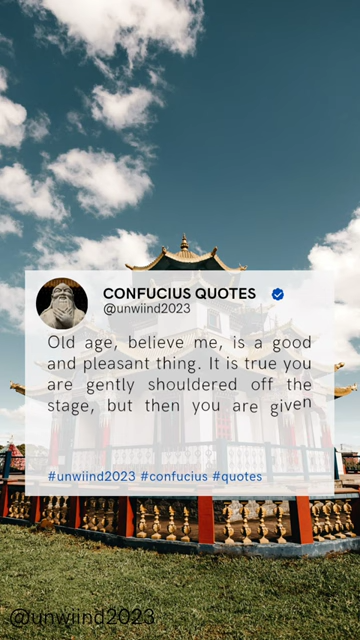 CONFUCIUS QUOTES
@unwiind2023
Old age, believe me, is a good
and pleasant thing. It is true you
are gently shouldered off the
stage, but then you are given
#unwiind2023 #confucius #quotes
@unwiind2023